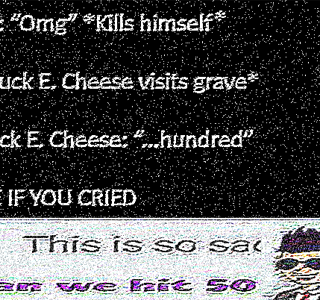 : “Omg” *Kills himself*
uck E. Cheese visits grave*
ck E. Cheese: “...hundred”
E IF YOU CRIED
This is so sad
an we hit 50